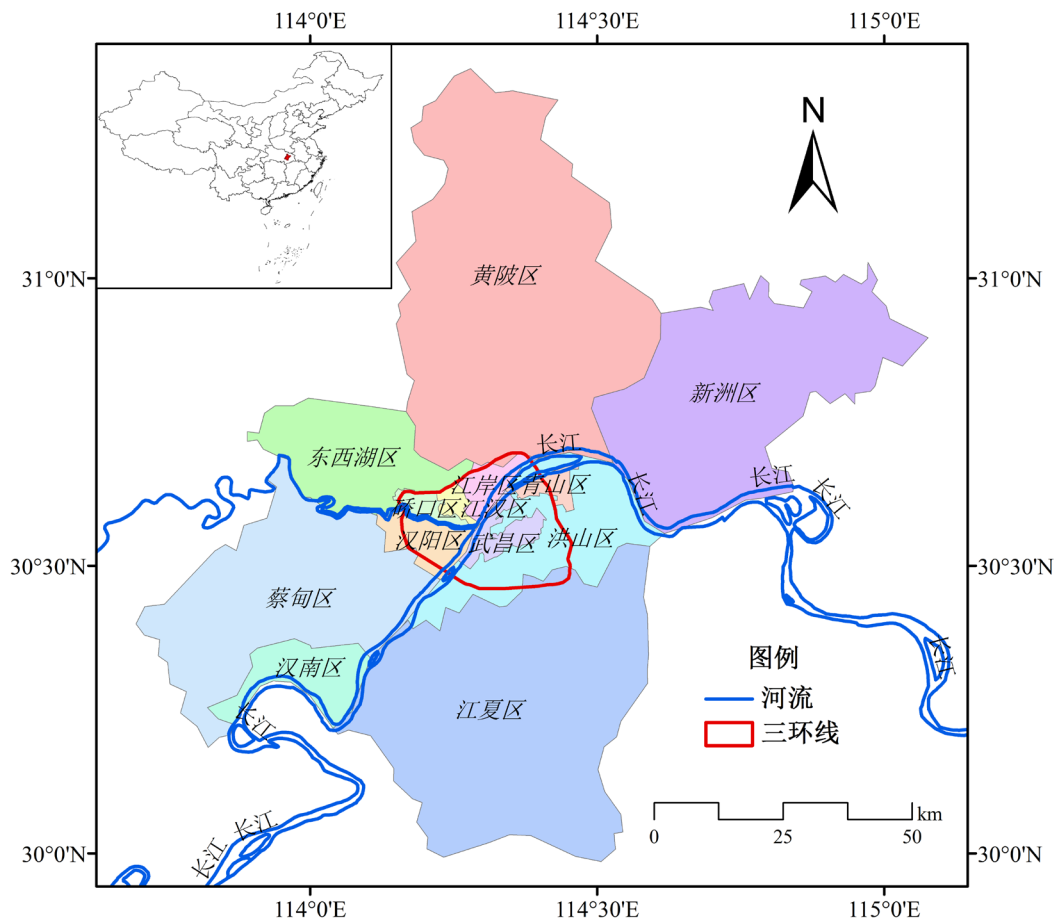 114°0'E
114°30'E
115°0'E
N
31°0'N
31°0'N
黄陂区
新洲区
长江
东西湖区
江岸区
青山区
长江
长江
长江
硚口区
江汉区
汉阳区
武昌区
洪山区
30°30'N
30°30'N
蔡甸区
汉南区
长江
图例
江夏区
河流
长江
三环线
长江
长江
km
0
25
50
30°0'N
30°0'N
114°0'E
114°30'E
115°0'E